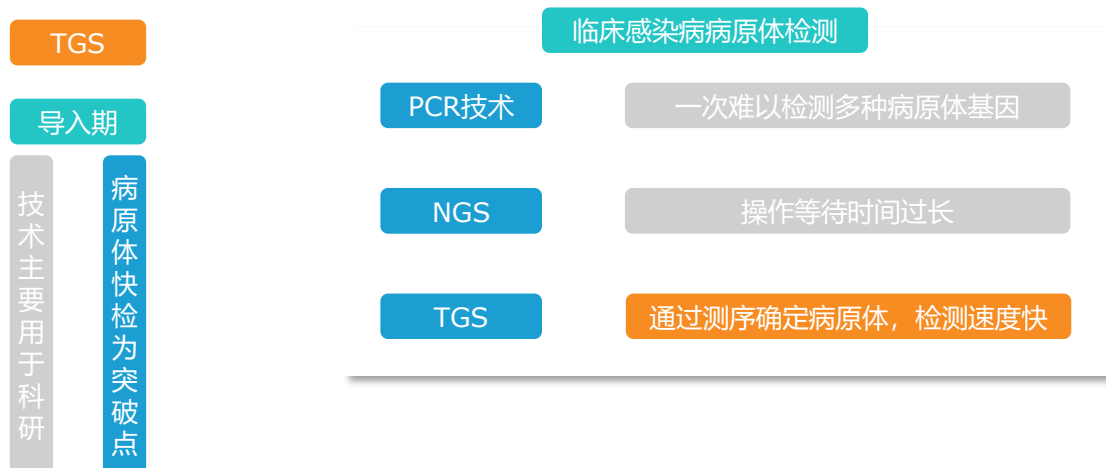 TGS
导入期
技术主要用于科研
病原体快检为突破点
临床感染病病原体检测
PCR技术
一次难以检测多种病原体基因
NGS
操作等待时间过长
TGS
通过测序确定病原体，检测速度快